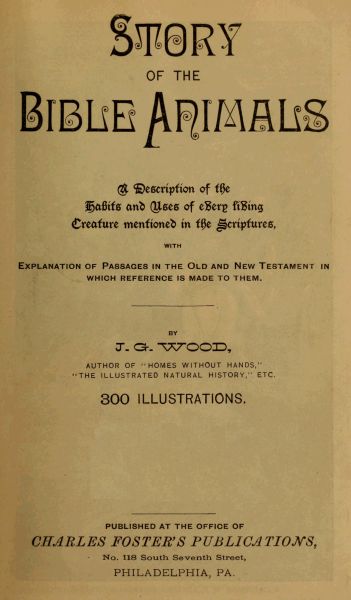 STORY
OF THE
BIBLE ANIMALS
A Description of the
Habits and Uses of every living
Creature mentioned in the Scriptures,
WITH
EXPLANATION OF PASSAGES IN THE OLD AND NEW TESTAMENT IN
WHICH REFERENCE IS MADE TO THEM.
BY
J. G. WOOD,
AUTHOR OF "HOMES WITHOUT HANDS,"
"THE ILLUSTRATED NATURAL HISTORY," ETC.
300 ILLUSTRATIONS.
PUBLISHED AT THE OFFICE OF
CHARLES FOSTER'S PUBLICATIONS,
No. 118 South Seventh Street,
PHILADELPHIA, PA.